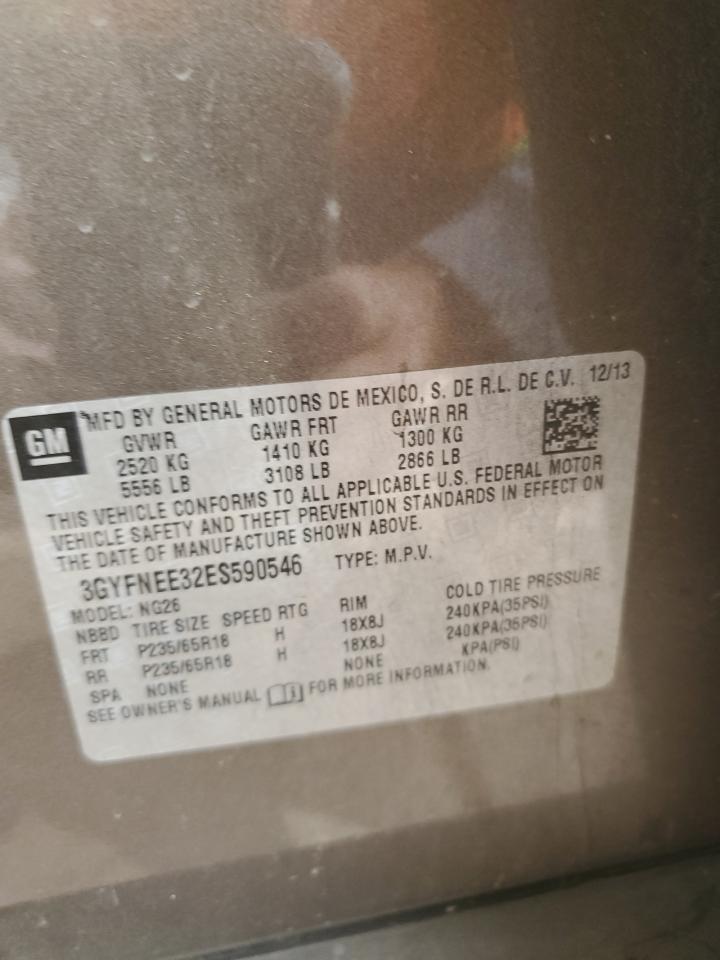 GM
MFD BY GENERAL MOTORS DE MEXICO, S. DE R.L. DE C.V. 12/13
GVWR GAWR FRT GAWR RR
2520 KG 1410 KG 1300 KG
5556 LB 3108 LB 2866 LB
THIS VEHICLE CONFORMS TO ALL APPLICABLE U.S. FEDERAL MOTOR
VEHICLE SAFETY AND THEFT PREVENTION STANDARDS IN EFFECT ON
THE DATE OF MANUFACTURE SHOWN ABOVE.
3GYFNEE32ES590546 TYPE: M.P.V.
MODEL: NG26
NBBD TIRE SIZE SPEED RTG RIM COLD TIRE PRESSURE
FRT P235/65R18 H 18X8J 240KPA(35PSI)
RR P235/65R18 H 18X8J 240KPA(35PSI)
SPA NONE NONE KPA(PSI)
SEE OWNER'S MANUAL FOR MORE INFORMATION.